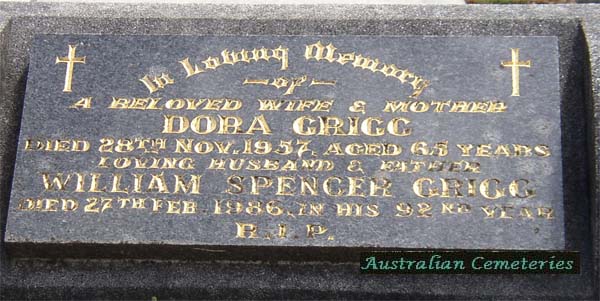 In Loving Memory
of
A BELOVED WIFE & MOTHER
DORA GRIGG
DIED 28TH NOV. 1957, AGED 65 YEARS
LOVING HUSBAND & FATHER
WILLIAM SPENCER GRIGG
DIED 27TH FEB 1986, IN HIS 92ND YEAR
R.I.P.
Australian Cemeteries